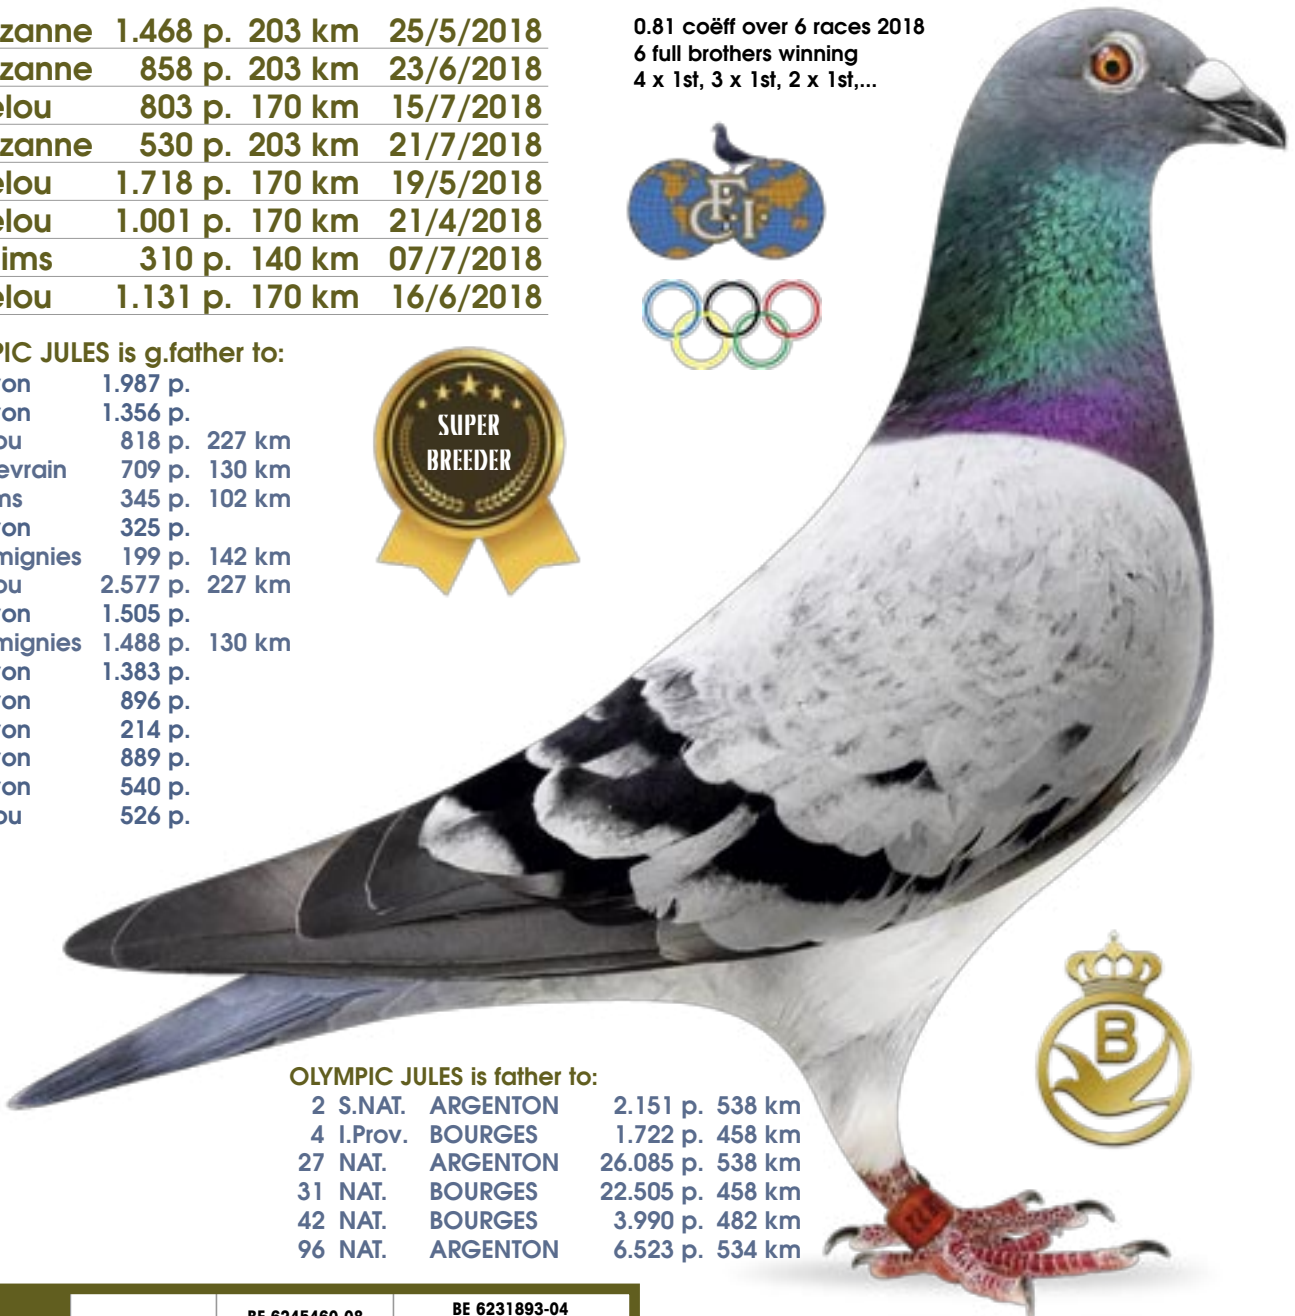 zanne 1.468 p. 203 km 25/5/2018
zanne 858 p. 203 km 23/6/2018
elou 803 p. 170 km 15/7/2018
zanne 530 p. 203 km 21/7/2018
elou 1.718 p. 170 km 19/5/2018
elou 1.001 p. 170 km 21/4/2018
ims 310 p. 140 km 07/7/2018
elou 1.131 p. 170 km 16/6/2018
0.81 coëff over 6 races 2018
6 full brothers winning
4 x 1st, 3 x 1st, 2 x 1st,...
FCI
PIC JULES is g.father to:
on 1.987 p.
on 1.356 p.
ou 818 p. 227 km
evrain 709 p. 130 km
ms 345 p. 102 km
on 325 p.
mignies 199 p. 142 km
ou 2.577 p. 227 km
on 1.505 p.
mignies 1.488 p. 130 km
on 1.383 p.
on 896 p.
on 214 p.
on 889 p.
on 540 p.
ou 526 p.
SUPER
BREEDER
B
OLYMPIC JULES is father to:
2 S.NAT. ARGENTON 2.151 p. 538 km
4 I.Prov. BOURGES 1.722 p. 458 km
27 NAT. ARGENTON 26.085 p. 538 km
31 NAT. BOURGES 22.505 p. 458 km
42 NAT. BOURGES 3.990 p. 482 km
96 NAT. ARGENTON 6.523 p. 534 km
BE 6245460-08
BE 6231893-04